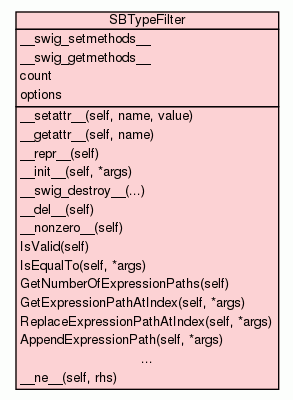 SBTypeFilter
__swig_setmethods__
__swig_getmethods__
count
options
__setattr__(self, name, value)
__getattr__(self, name)
__repr__(self)
__init__(self, *args)
__swig_destroy__(...)
__del__(self)
__nonzero__(self)
IsValid(self)
IsEqualTo(self, *args)
GetNumberOfExpressionPaths(self)
GetExpressionPathAtIndex(self, *args)
ReplaceExpressionPathAtIndex(self, *args)
AppendExpressionPath(self, *args)
...
__ne__(self, rhs)